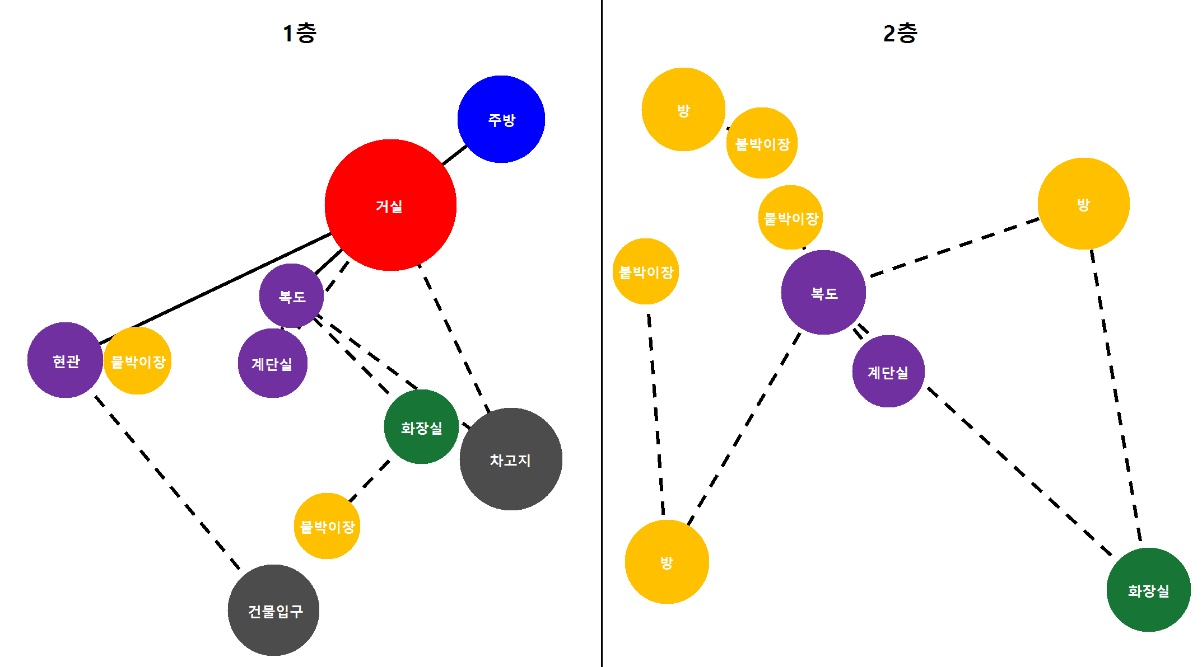 1층
주방
거실
복도
현관
붙박이장
계단실
화장실
차고지
붙박이장
건물입구
2층
방
붙박이장
방
붙박이장
붙박이장
복도
계단실
방
화장실